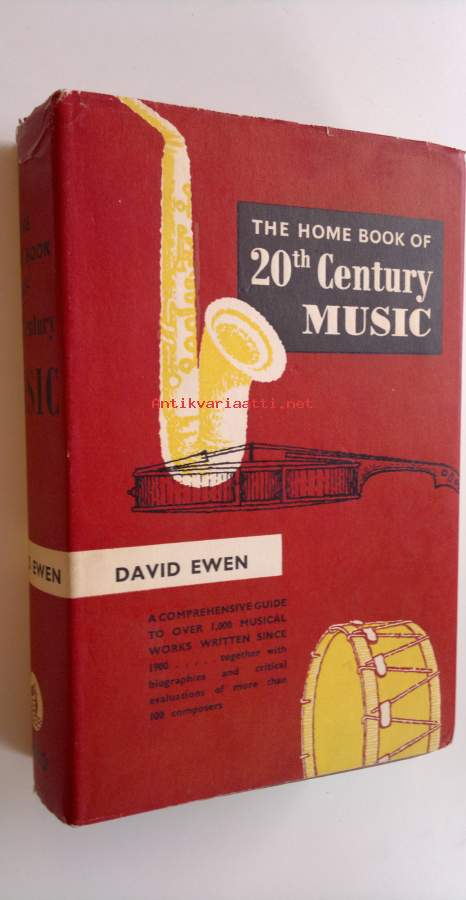 THE HOME BOOK OF
20th Century
MUSIC
antikvariaatti.net
DAVID EWEN
A COMPREHENSIVE GUIDE
TO OVER 1,000 MUSICAL
WORKS WRITTEN SINCE
1900 ..... together with
biographies and critical
evaluations of more than
100 composers
BOOK
EWEN